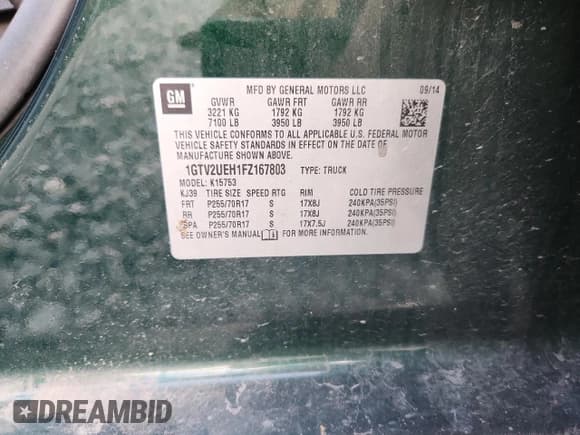 GM
MFD BY GENERAL MOTORS LLC 09/14
GVWR GAWR FRT GAWR RR
3221 KG 1792 KG 1792 KG
7100 LB 3950 LB 3950 LB
THIS VEHICLE CONFORMS TO ALL APPLICABLE U.S. FEDERAL MOTOR
VEHICLE SAFETY STANDARDS IN EFFECT ON THE DATE OF
MANUFACTURE SHOWN ABOVE.
1GTV2UEH1FZ167803 TYPE: TRUCK
MODEL: K15753
KJ39 TIRE SIZE SPEED RTG RIM COLD TIRE PRESSURE
FRT P255/70R17 S 17X8J 240KPA(35PSI)
RR P255/70R17 S 17X8J 240KPA(35PSI)
SPA P255/70R17 S 17X7.5J 240KPA(35PSI)
SEE OWNER'S MANUAL FOR MORE INFORMATION.
DREAMBID